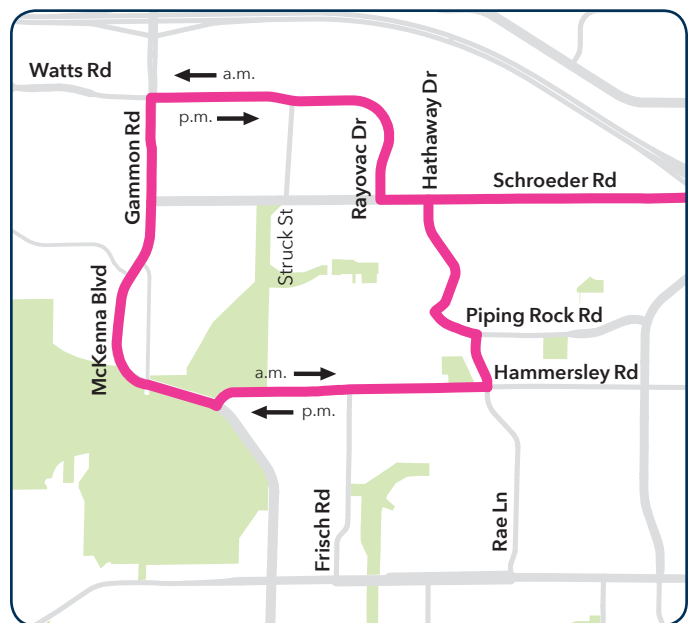 Watts Rd
a.m.
p.m.
Gammon Rd
Rayovac Dr
Hathaway Dr
Schroeder Rd
Struck St
McKenna Blvd
Piping Rock Rd
a.m.
Hammersley Rd
p.m.
Frisch Rd
Rae Ln